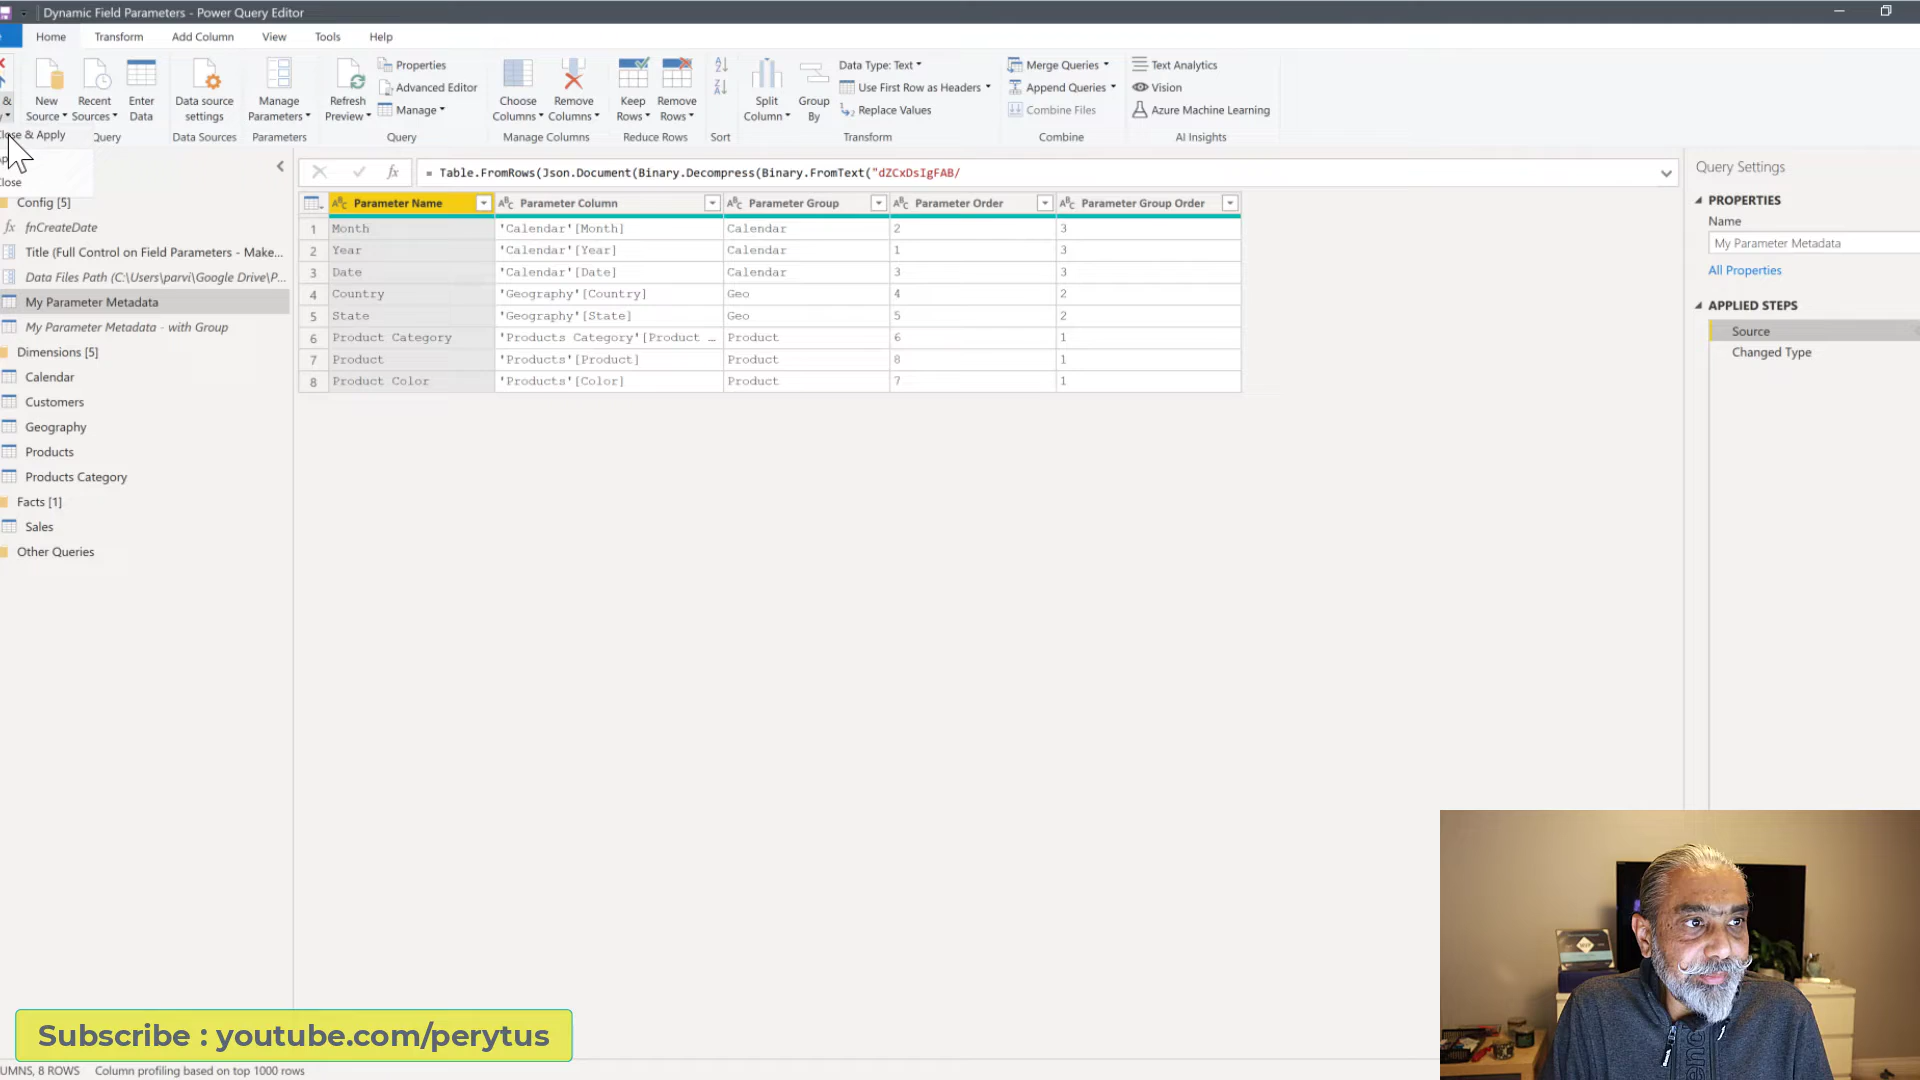 Dynamic Field Parameters - Power Query Editor
Home Transform Add Column View Tools Help
New Source
Recent Sources
Enter Data
Data source settings
Manage Parameters
Refresh Preview
Properties
Advanced Editor
Manage
Choose Columns
Remove Columns
Keep Rows
Remove Rows
Split Column
Group By
Data Type: Text
Use First Row as Headers
Replace Values
Merge Queries
Append Queries
Combine Files
Text Analytics
Vision
Azure Machine Learning
& Apply
Query
Data Sources
Parameters
Query
Manage Columns
Reduce Rows
Sort
Transform
Combine
AI Insights
Close
Config [5]
fnCreateDate
Title (Full Control on Field Parameters - Make...
Data Files Path (C:\Users\parvi\Google Drive\P...
My Parameter Metadata
My Parameter Metadata - with Group
Dimensions [5]
Calendar
Customers
Geography
Products
Products Category
Facts [1]
Sales
Other Queries
fx = Table.FromRows(Json.Document(Binary.Decompress(Binary.FromText("dZCxDsIgFAB/
Parameter Name Parameter Column Parameter Group Parameter Order Parameter Group Order
1 Month 'Calendar'[Month] Calendar 2 3
2 Year 'Calendar'[Year] Calendar 1 3
3 Date 'Calendar'[Date] Calendar 3 3
4 Country 'Geography'[Country] Geo 4 2
5 State 'Geography'[State] Geo 5 2
6 Product Category 'Products Category'[Product ... Product 6 1
7 Product 'Products'[Product] Product 8 1
8 Product Color 'Products'[Color] Product 7 1
Query Settings
PROPERTIES
Name
My Parameter Metadata
All Properties
APPLIED STEPS
Source
Changed Type
Subscribe : youtube.com/perytus
UMNS, 8 ROWS Column profiling based on top 1000 rows